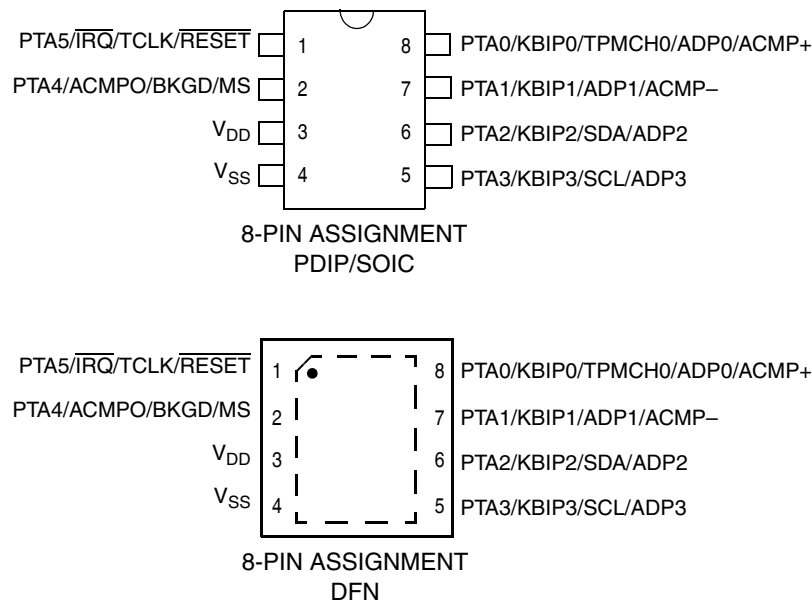 PTA5/IRQ/TCLK/RESET 1 8 PTA0/KBIP0/TPMCH0/ADP0/ACMP+
PTA4/ACMPO/BKGD/MS 2 7 PTA1/KBIP1/ADP1/ACMP–
VDD 3 6 PTA2/KBIP2/SDA/ADP2
VSS 4 5 PTA3/KBIP3/SCL/ADP3
8-PIN ASSIGNMENT
PDIP/SOIC
PTA5/IRQ/TCLK/RESET 1 8 PTA0/KBIP0/TPMCH0/ADP0/ACMP+
PTA4/ACMPO/BKGD/MS 2 7 PTA1/KBIP1/ADP1/ACMP–
VDD 3 6 PTA2/KBIP2/SDA/ADP2
VSS 4 5 PTA3/KBIP3/SCL/ADP3
8-PIN ASSIGNMENT
DFN